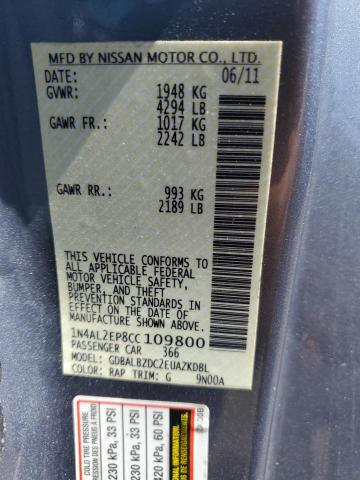 MFD BY NISSAN MOTOR CO., LTD.
DATE: 06/11
GVWR: 1948 KG
4294 LB
GAWR FR: 1017 KG
2242 LB
GAWR RR: 993 KG
2189 LB
THIS VEHICLE CONFORMS TO
ALL APPLICABLE FEDERAL
MOTOR VEHICLE SAFETY,
BUMPER, AND THEFT
PREVENTION STANDARDS IN
EFFECT ON THE DATE OF
MANUFACTURE SHOWN ABOVE.
1N4AL2EP8CC109800
PASSENGER CAR 366
MODEL: GDBALBZDC2EUAZKDBL
COLOR: RAP TRIM: G 9N00A
COLD TIRE PRESSURE
230 kPa, 33 PSI
230 kPa, 33 PSI
420 kPa, 60 PSI